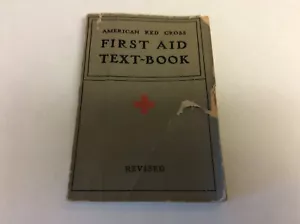 AMERICAN RED CROSS
FIRST AID
TEXT-BOOK
REVISED